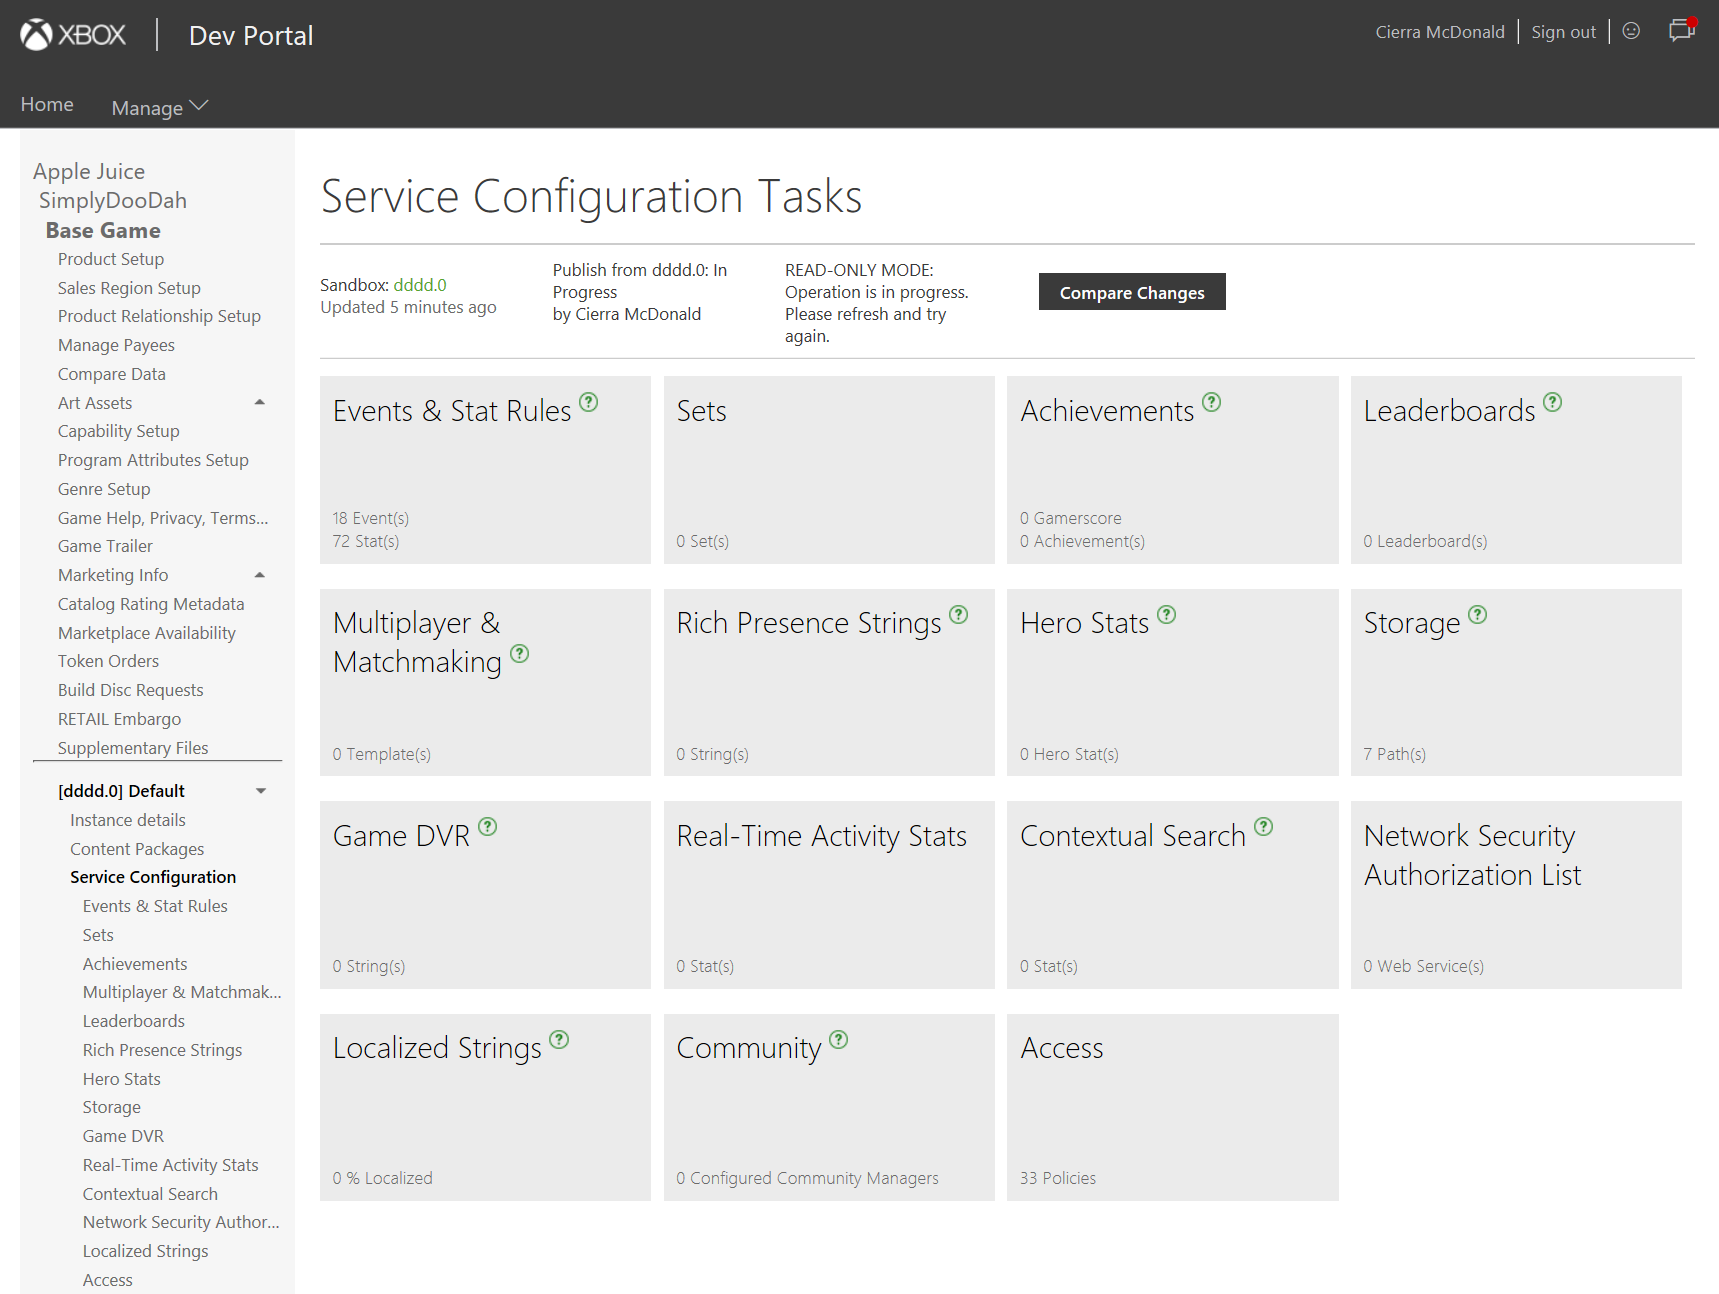 XBOX
Dev Portal
Cierra McDonald
Sign out
Home
Manage
Apple Juice
SimplyDooDah
Base Game
Product Setup
Sales Region Setup
Product Relationship Setup
Manage Payees
Compare Data
Art Assets
Capability Setup
Program Attributes Setup
Genre Setup
Game Help, Privacy, Terms...
Game Trailer
Marketing Info
Catalog Rating Metadata
Marketplace Availability
Token Orders
Build Disc Requests
RETAIL Embargo
Supplementary Files
[dddd.0] Default
Instance details
Content Packages
Service Configuration
Events & Stat Rules
Sets
Achievements
Multiplayer & Matchmak...
Leaderboards
Rich Presence Strings
Hero Stats
Storage
Game DVR
Real-Time Activity Stats
Contextual Search
Network Security Author...
Localized Strings
Access
Service Configuration Tasks
Sandbox: dddd.0
Updated 5 minutes ago
Publish from dddd.0: In
Progress
by Cierra McDonald
READ-ONLY MODE:
Operation is in progress.
Please refresh and try
again.
Compare Changes
Events & Stat Rules ?
18 Event(s)
72 Stat(s)
Sets
0 Set(s)
Achievements ?
0 Gamerscore
0 Achievement(s)
Leaderboards ?
0 Leaderboard(s)
Multiplayer &
Matchmaking ?
0 Template(s)
Rich Presence Strings ?
0 String(s)
Hero Stats ?
0 Hero Stat(s)
Storage ?
7 Path(s)
Game DVR ?
0 String(s)
Real-Time Activity Stats
0 Stat(s)
Contextual Search ?
0 Stat(s)
Network Security
Authorization List
0 Web Service(s)
Localized Strings ?
0 % Localized
Community ?
0 Configured Community Managers
Access
33 Policies